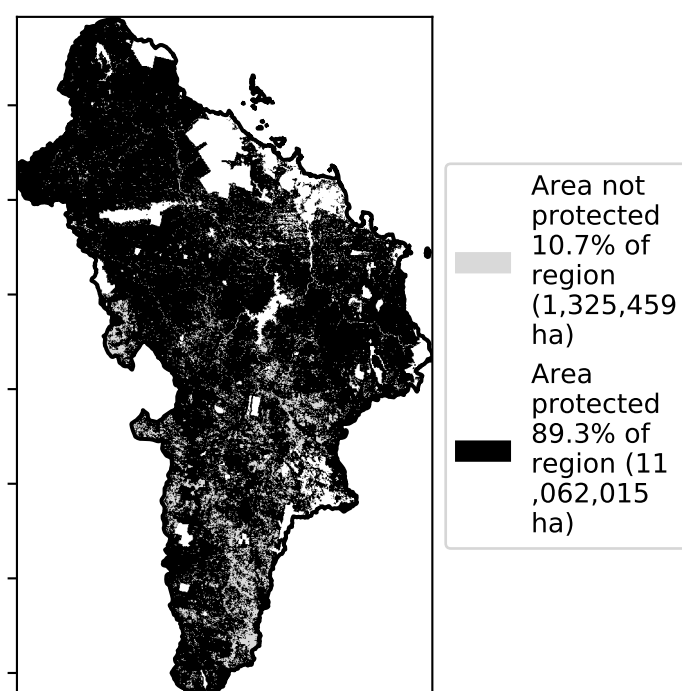 Area not
protected
10.7% of
region
(1,325,459
ha)
Area
protected
89.3% of
region (11
,062,015
ha)